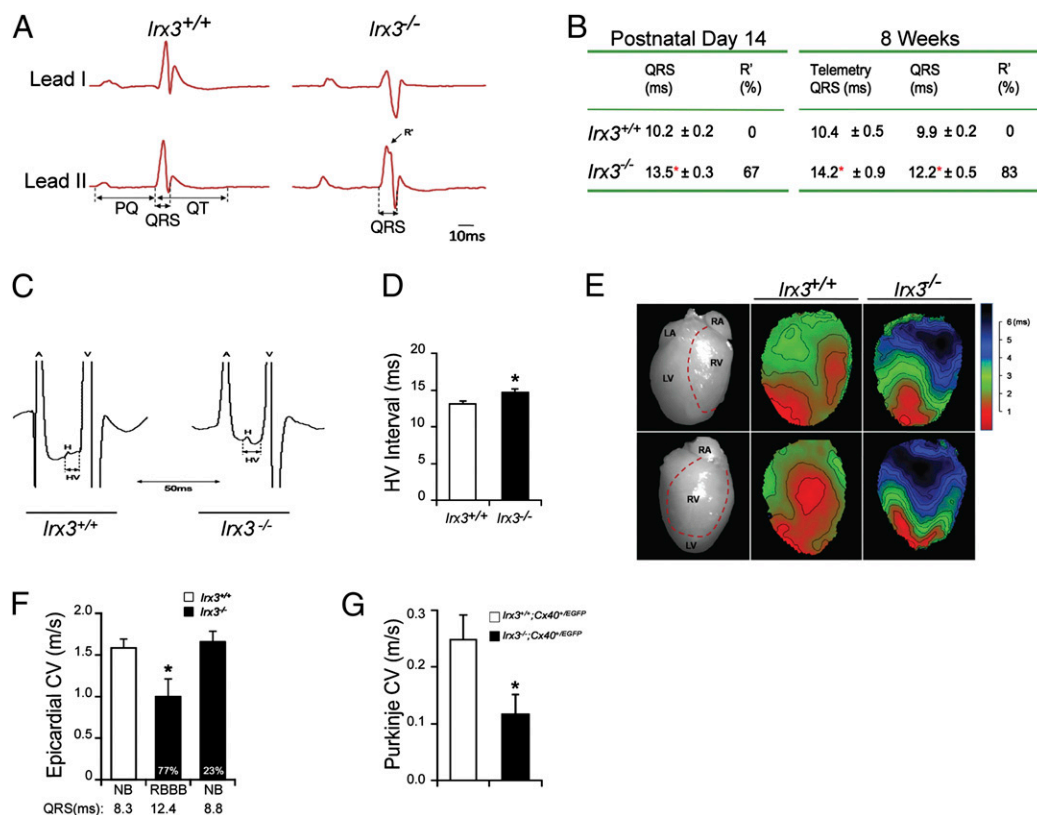 A
Irx3+/+ Irx3-/-
Lead I
Lead II
R'
PQ QT
QRS
QRS
10ms
B
Postnatal Day 14 8 Weeks
QRS (ms) R' (%) Telemetry QRS (ms) QRS (ms) R' (%)
Irx3+/+ 10.2 ± 0.2 0 10.4 ± 0.5 9.9 ± 0.2 0
Irx3-/- 13.5* ± 0.3 67 14.2* ± 0.9 12.2* ± 0.5 83
C
A V A V
H H
HV HV
50ms
Irx3+/+ Irx3-/-
D
HV Interval (ms)
20
15
10
5
0
*
Irx3+/+ Irx3-/-
E
Irx3+/+ Irx3-/-
RA
LA
RV
LV
RA
RV
LV
6 (ms)
5
4
3
2
1
F
Irx3+/+
Irx3-/-
Epicardial CV (m/s)
2.0
1.5
1.0
0.5
0.0
*
77% 23%
NB RBBB NB
QRS(ms): 8.3 12.4 8.8
G
Irx3+/+;Cx40+/EGFP
Irx3-/-;Cx40+/EGFP
Purkinje CV (m/s)
0.3
0.2
0.1
0.0
*